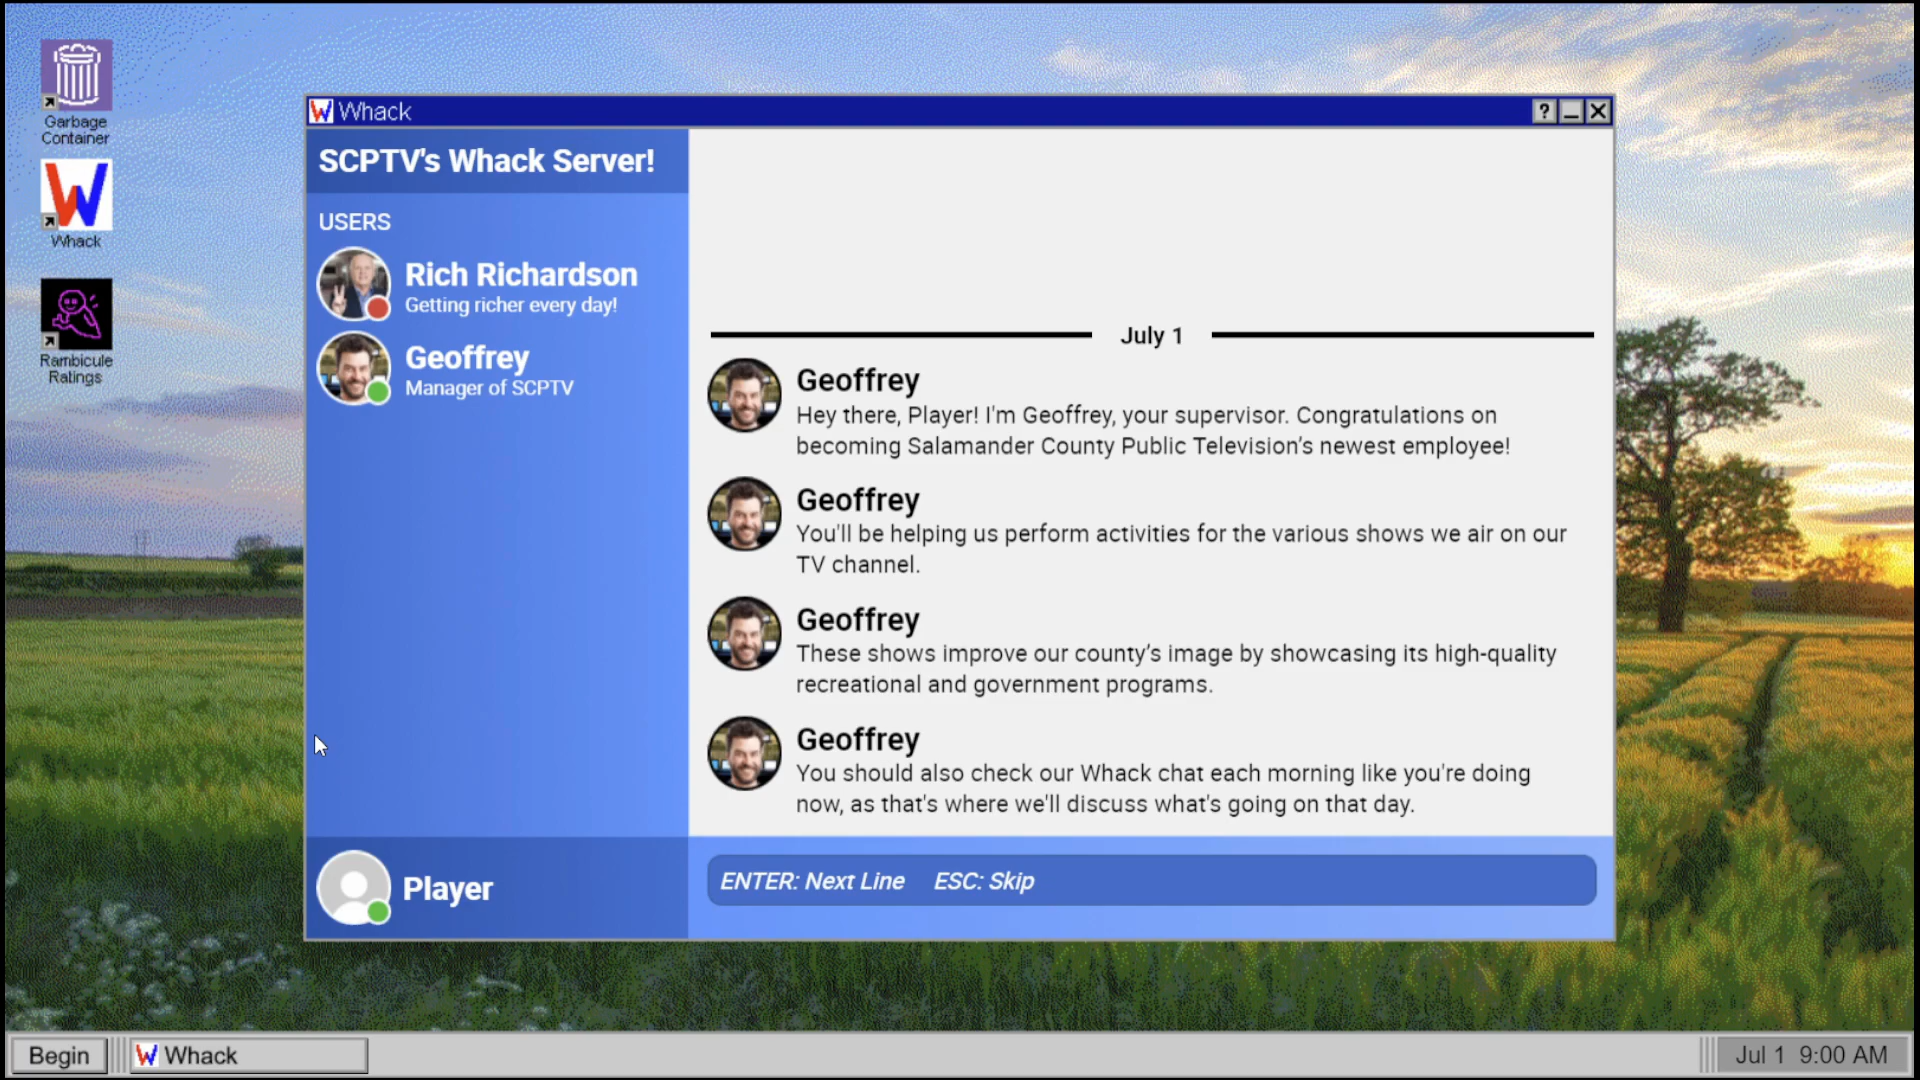 Garbage
Container
Whack
Rambicule
Ratings
Whack
?
SCPTV's Whack Server!
USERS
Rich Richardson
Getting richer every day!
Geoffrey
Manager of SCPTV
Player
July 1
Geoffrey
Hey there, Player! I'm Geoffrey, your supervisor. Congratulations on
becoming Salamander County Public Television’s newest employee!
Geoffrey
You'll be helping us perform activities for the various shows we air on our
TV channel.
Geoffrey
These shows improve our county’s image by showcasing its high-quality
recreational and government programs.
Geoffrey
You should also check our Whack chat each morning like you're doing
now, as that's where we'll discuss what's going on that day.
ENTER: Next Line ESC: Skip
Begin
Whack
Jul 1 9:00 AM